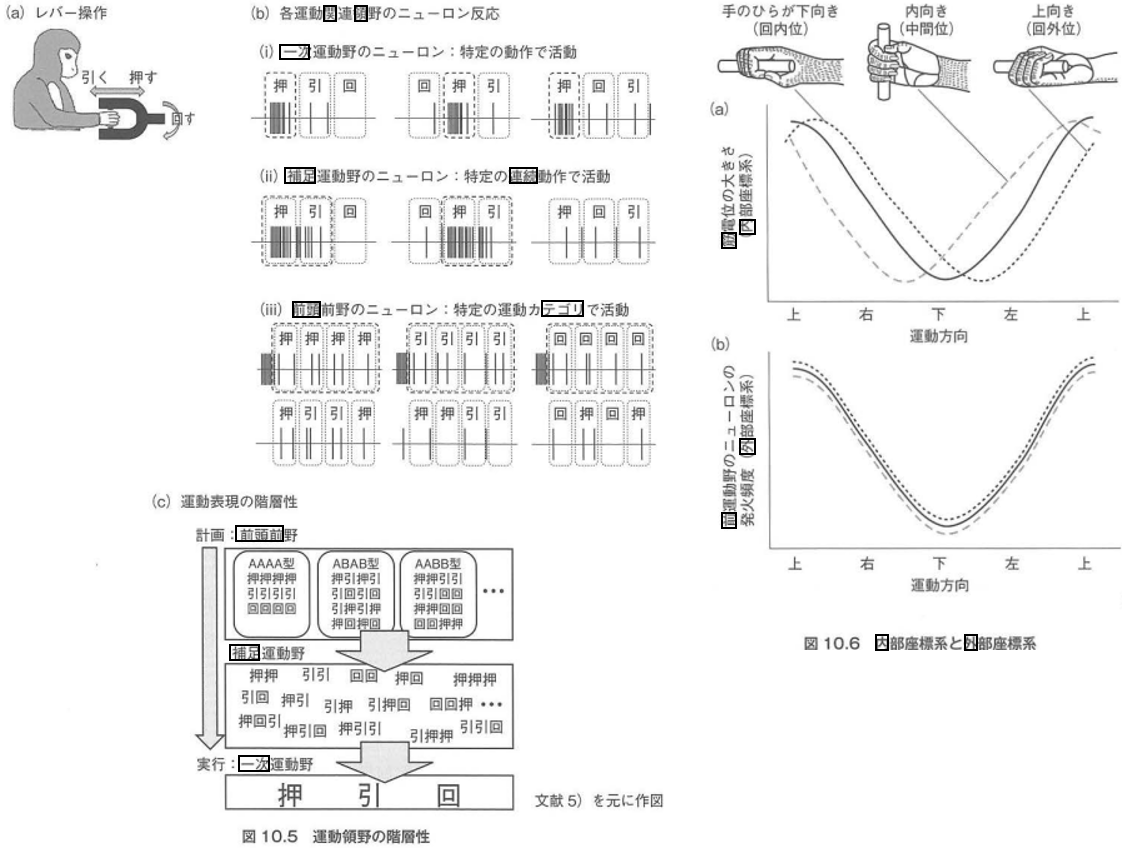 (a) レバー操作
引く 押す
回す
(b) 各運動関連領野のニューロン反応
(i) 一次運動野のニューロン：特定の動作で活動
押 引 回
回 押 引
押 回 引
(ii) 補足運動野のニューロン：特定の連続動作で活動
押 引 回
回 押 引
押 回 引
(iii) 前頭前野のニューロン：特定の運動カテゴリで活動
押 押 押 押
引 引 引 引
回 回 回 回
押 引 引 押
押 押 引 引
回 押 回 押
(c) 運動表現の階層性
計画：前頭前野
AAAA型
押押押押
引引引引
回回回回
ABAB型
押引押引
引回引回
引押引押
押回押回
AABB型
押押引引
引引回回
押押回回
回回押押
…
補足運動野
押押 引引 回回 押回 押押押
引回 押引 引押 引押回 回回押 …
押回引 押引回 押引引 引押押 引引回
実行：一次運動野
押 引 回
文献 5）を元に作図
図 10.5 運動領野の階層性
手のひらが下向き
(回内位)
内向き
(中間位)
上向き
(回外位)
(a)
筋電位の大きさ
(内部座標系)
上 右 下 左 上
運動方向
(b)
前運動野のニューロンの
発火頻度 (外部座標系)
上 右 下 左 上
運動方向
図 10.6 内部座標系と外部座標系